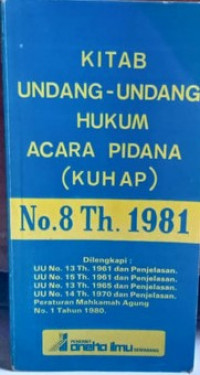 KITAB
UNDANG-UNDANG
HUKUM
ACARA PIDANA
(KUHAP)
No.8 Th. 1981
Dilengkapi :
UU No. 13 Th. 1961 dan Penjelasan.
UU No. 15 Th. 1961 dan Penjelasan.
UU No. 13 Th. 1965 dan Penjelasan.
UU No. 14 Th. 1970 dan Penjelasan.
Peraturan Mahkamah Agung
No. 1 Tahun 1980.
PENERBIT
aneka ilmu
SEMARANG